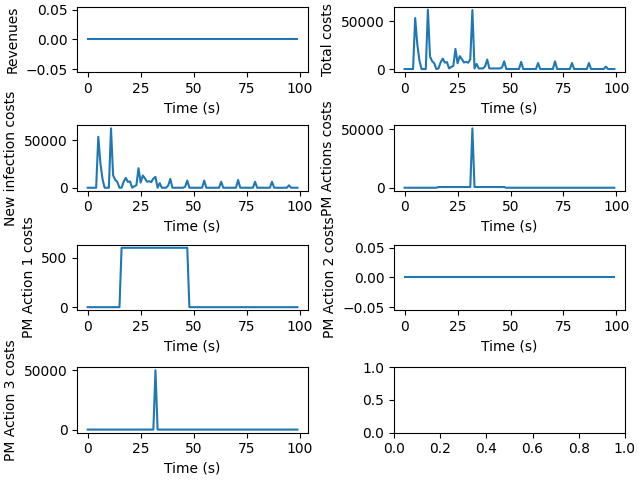 Revenues
0.05
0.00
−0.05
0 25 50 75 100
Time (s)
Total costs
50000
0
0 25 50 75 100
Time (s)
New infection costs
50000
0
0 25 50 75 100
Time (s)
PM Actions costs
50000
0
0 25 50 75 100
Time (s)
PM Action 1 costs
500
0
0 25 50 75 100
Time (s)
PM Action 2 costs
0.05
0.00
−0.05
0 25 50 75 100
Time (s)
PM Action 3 costs
50000
0
0 25 50 75 100
Time (s)
1.0
0.5
0.0
0.0 0.2 0.4 0.6 0.8 1.0